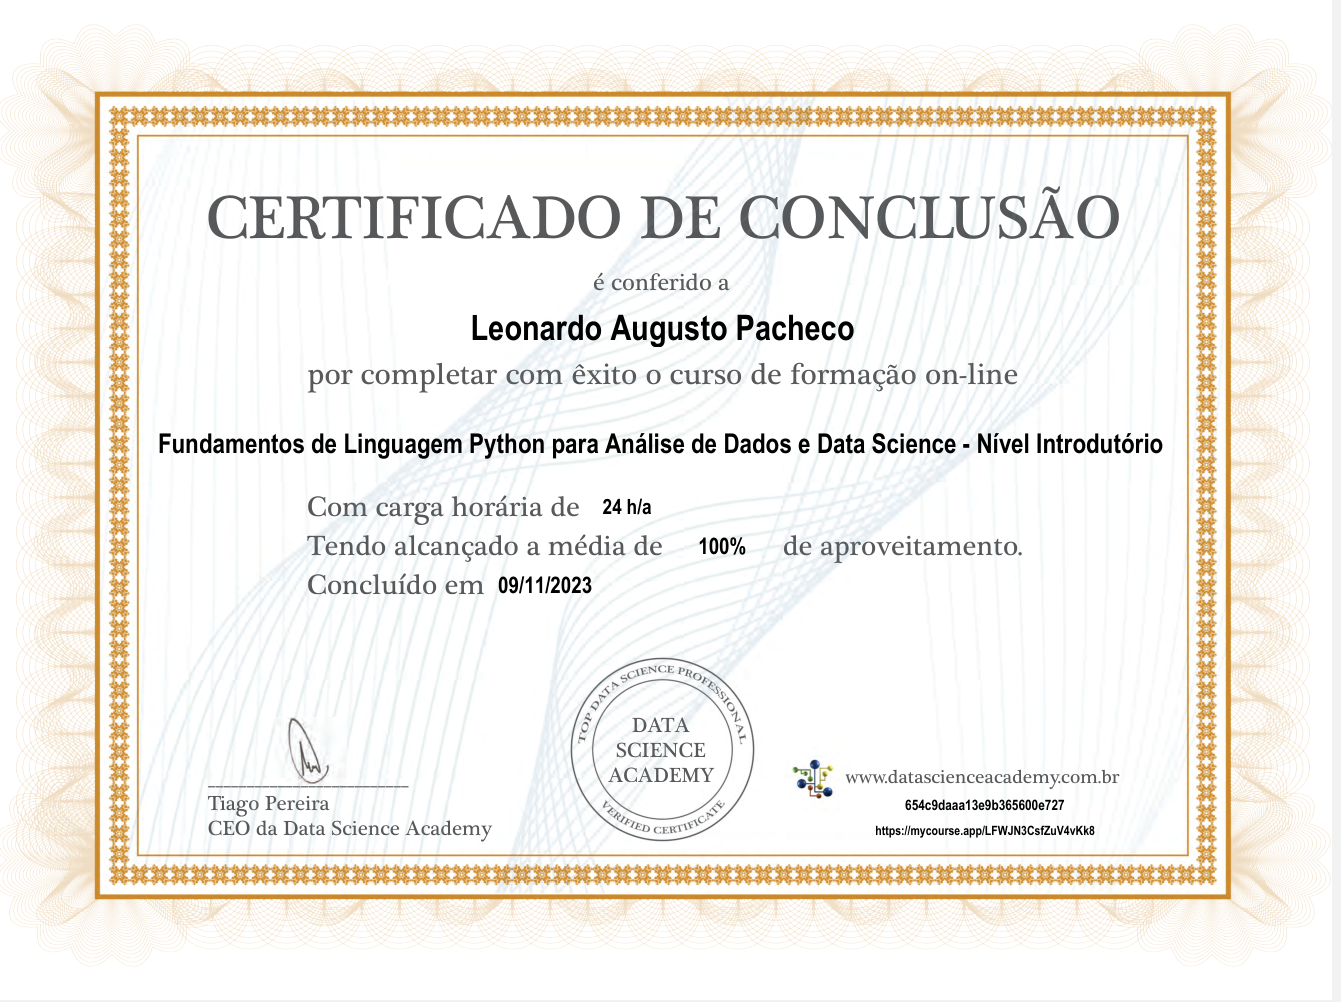 CERTIFICADO DE CONCLUSÃO
é conferido a
Leonardo Augusto Pacheco
por completar com êxito o curso de formação on-line
Fundamentos de Linguagem Python para Análise de Dados e Data Science - Nível Introdutório
Com carga horária de 24 h/a
Tendo alcançado a média de 100% de aproveitamento.
Concluído em 09/11/2023
TOP DATA SCIENCE PROFESSIONAL
DATA
SCIENCE
ACADEMY
VERIFIED CERTIFICATE
Tiago Pereira
CEO da Data Science Academy
www.datascienceacademy.com.br
654c9daaa13e9b365600e727
https://mycourse.app/LFWJN3CsfZuV4vKk8